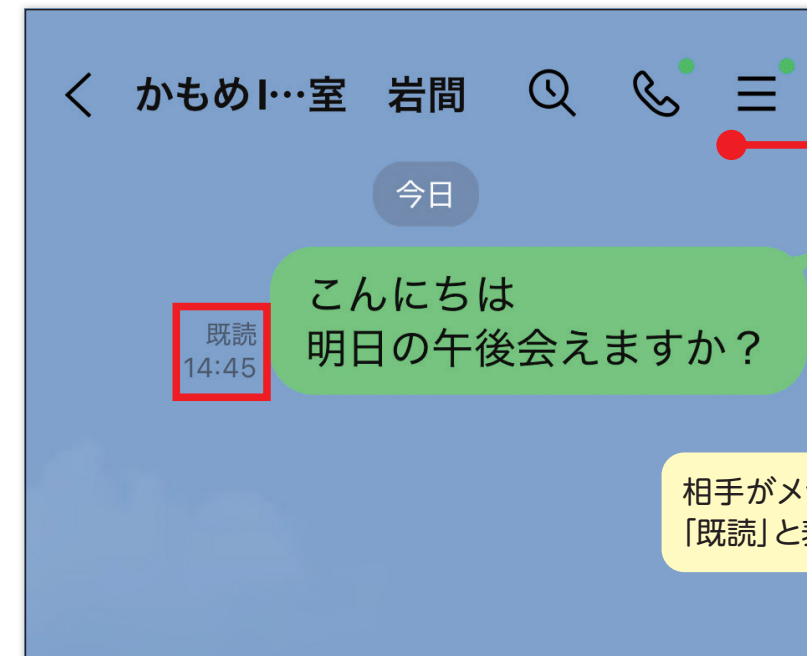 かもめI…室 岩間
今日
こんにちは
明日の午後会えますか？
既読
14:45
相手がメ
「既読」と